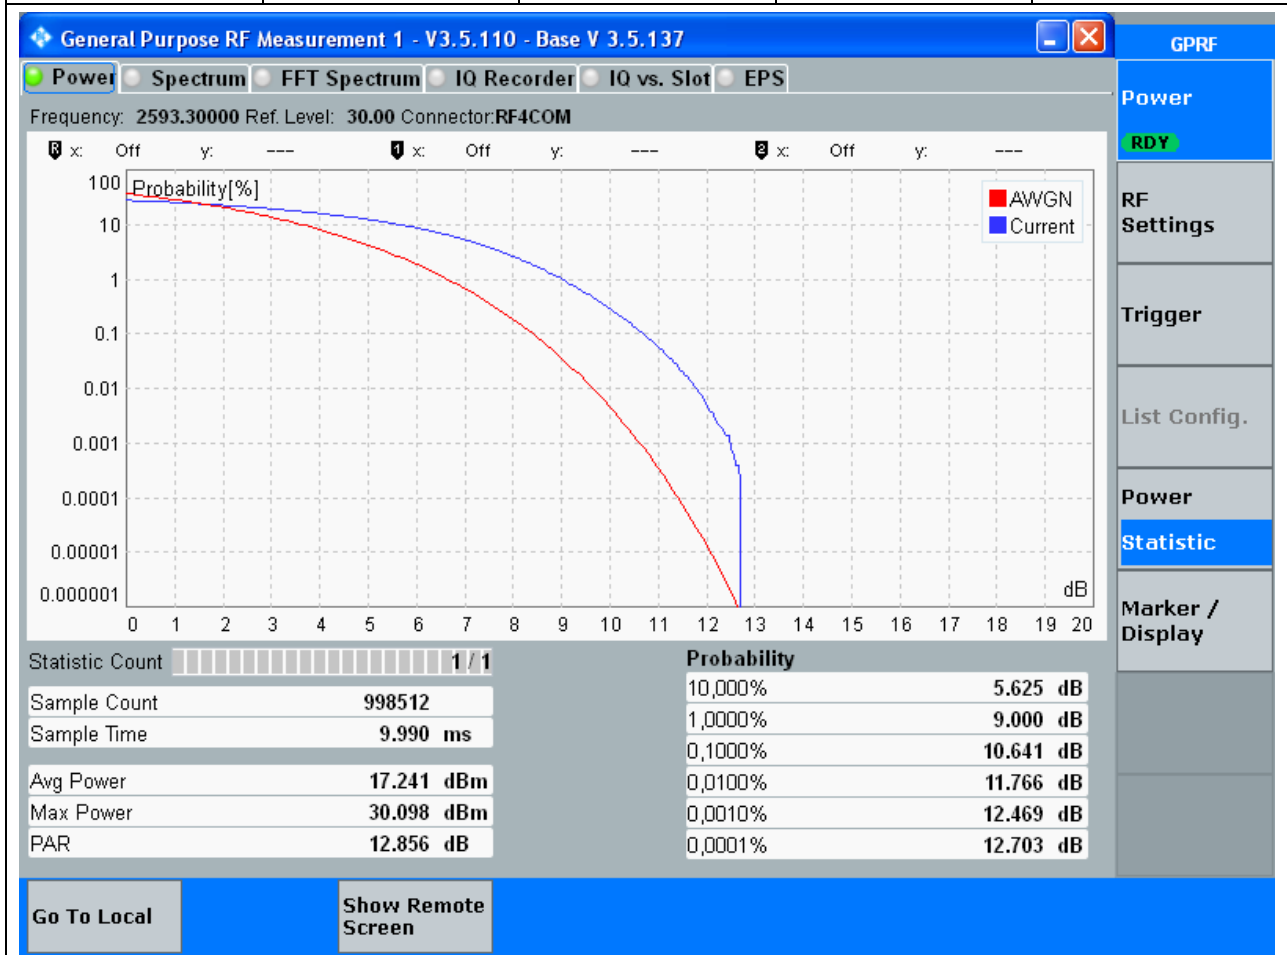 General Purpose RF Measurement 1 - V3.5.110 - Base V 3.5.137
GPRF
Power Spectrum FFT Spectrum IQ Recorder IQ vs. Slot EPS
Frequency: 2593.30000 Ref. Level: 30.00 Connector:RF4COM
R x: Off y: --- 1 x: Off y: --- 2 x: Off y: ---
Probability[%]
AWGN
Current
100
10
1
0.1
0.01
0.001
0.0001
0.00001
0.000001
dB
0 1 2 3 4 5 6 7 8 9 10 11 12 13 14 15 16 17 18 19 20
Statistic Count 1 / 1
Sample Count 998512
Sample Time 9.990 ms
Avg Power 17.241 dBm
Max Power 30.098 dBm
PAR 12.856 dB
Probability
10,000% 5.625 dB
1,0000% 9.000 dB
0,1000% 10.641 dB
0,0100% 11.766 dB
0,0010% 12.469 dB
0,0001% 12.703 dB
Power
RDY
RF
Settings
Trigger
List Config.
Power
Statistic
Marker /
Display
Go To Local
Show Remote
Screen